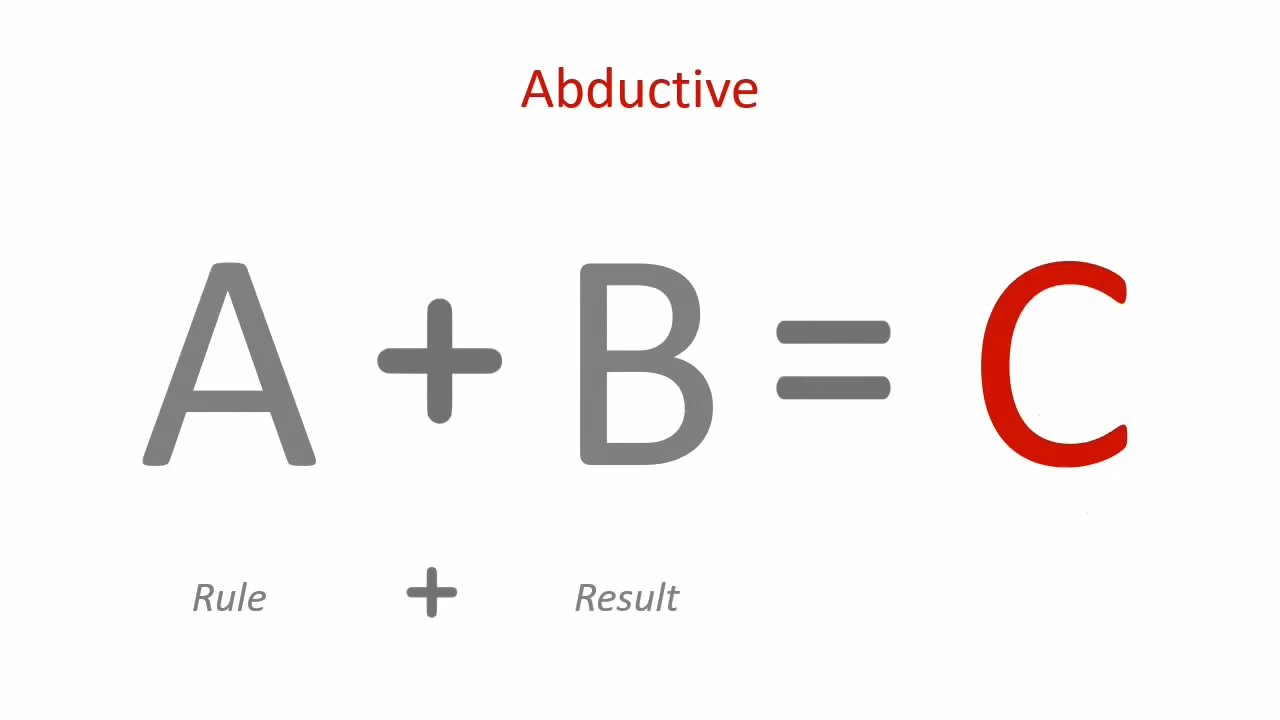 Abductive
A + B = C
Rule + Result